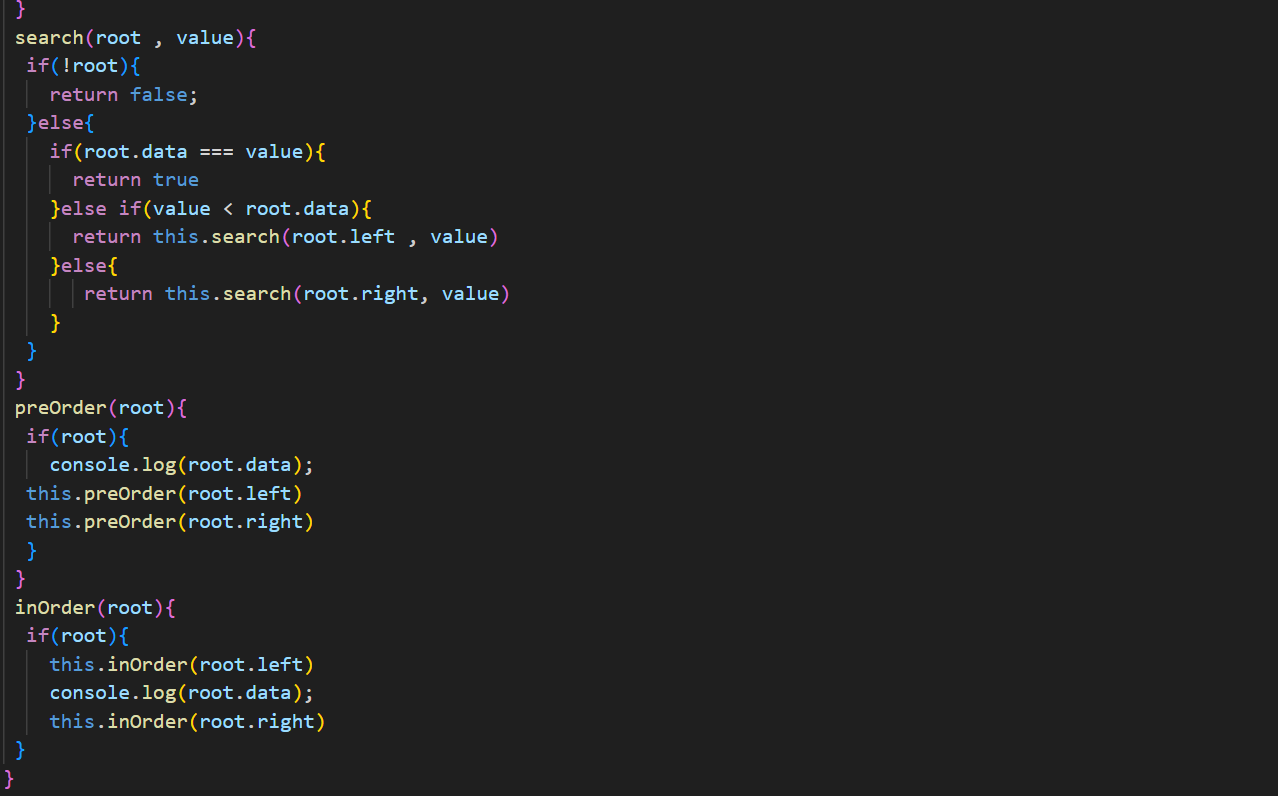 }
search(root , value){
if(!root){
return false;
}else{
if(root.data === value){
return true
}else if(value < root.data){
return this.search(root.left , value)
}else{
return this.search(root.right, value)
}
}
}
preOrder(root){
if(root){
console.log(root.data);
this.preOrder(root.left)
this.preOrder(root.right)
}
}
inOrder(root){
if(root){
this.inOrder(root.left)
console.log(root.data);
this.inOrder(root.right)
}
}